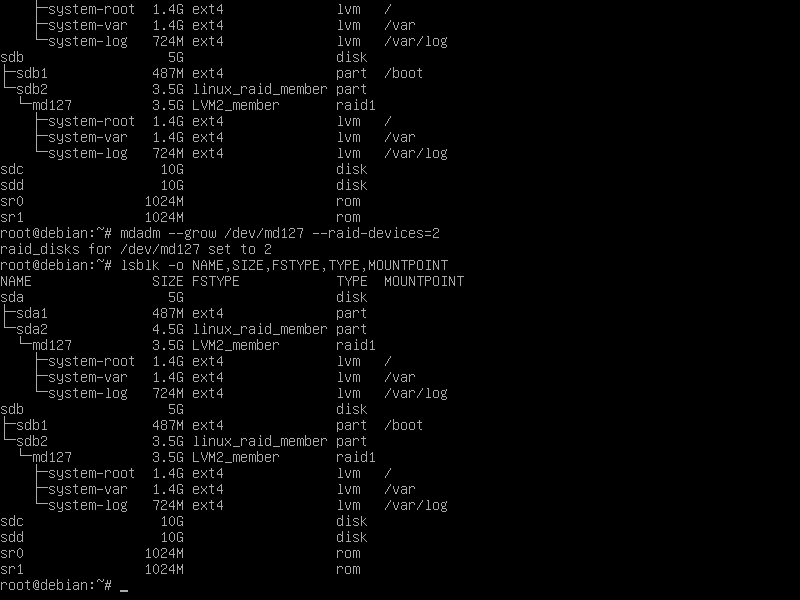 ├─system-root  1.4G ext4              lvm   /
    ├─system-var   1.4G ext4              lvm   /var
    └─system-log   724M ext4              lvm   /var/log
sdb                  5G                   disk
├─sdb1             487M ext4              part  /boot
└─sdb2             3.5G linux_raid_member part
  └─md127          3.5G LVM2_member       raid1
    ├─system-root  1.4G ext4              lvm   /
    ├─system-var   1.4G ext4              lvm   /var
    └─system-log   724M ext4              lvm   /var/log
sdc                 10G                   disk
sdd                 10G                   disk
sr0               1024M                   rom
sr1               1024M                   rom
root@debian:~# mdadm --grow /dev/md127 --raid-devices=2
raid_disks for /dev/md127 set to 2
root@debian:~# lsblk -o NAME,SIZE,FSTYPE,TYPE,MOUNTPOINT
NAME               SIZE FSTYPE            TYPE  MOUNTPOINT
sda                  5G                   disk
├─sda1             487M ext4              part
└─sda2             4.5G linux_raid_member part
  └─md127          3.5G LVM2_member       raid1
    ├─system-root  1.4G ext4              lvm   /
    ├─system-var   1.4G ext4              lvm   /var
    └─system-log   724M ext4              lvm   /var/log
sdb                  5G                   disk
├─sdb1             487M ext4              part  /boot
└─sdb2             3.5G linux_raid_member part
  └─md127          3.5G LVM2_member       raid1
    ├─system-root  1.4G ext4              lvm   /
    ├─system-var   1.4G ext4              lvm   /var
    └─system-log   724M ext4              lvm   /var/log
sdc                 10G                   disk
sdd                 10G                   disk
sr0               1024M                   rom
sr1               1024M                   rom
root@debian:~# _